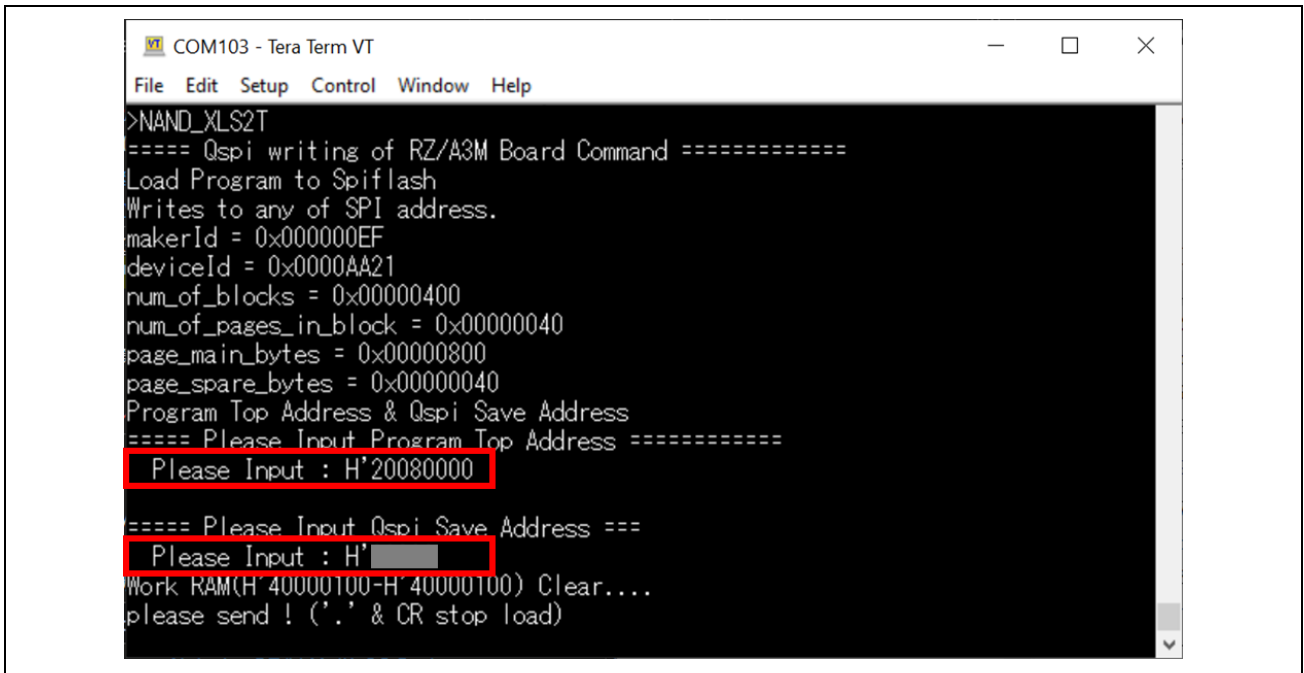 COM103 - Tera Term VT
File Edit Setup Control Window Help
>NAND_XLS2T
===== Qspi writing of RZ/A3M Board Command =============
Load Program to Spiflash
Writes to any of SPI address.
makerId = 0x000000EF
deviceId = 0x0000AA21
num_of_blocks = 0x00000400
num_of_pages_in_block = 0x00000040
page_main_bytes = 0x00000800
page_spare_bytes = 0x00000040
Program Top Address & Qspi Save Address
===== Please Input Program Top Address ============
Please Input : H'20080000
===== Please Input Qspi Save Address ===
Please Input : H'
Work RAM(H'40000100-H'40000100) Clear....
please send ! ('.' & CR stop load)